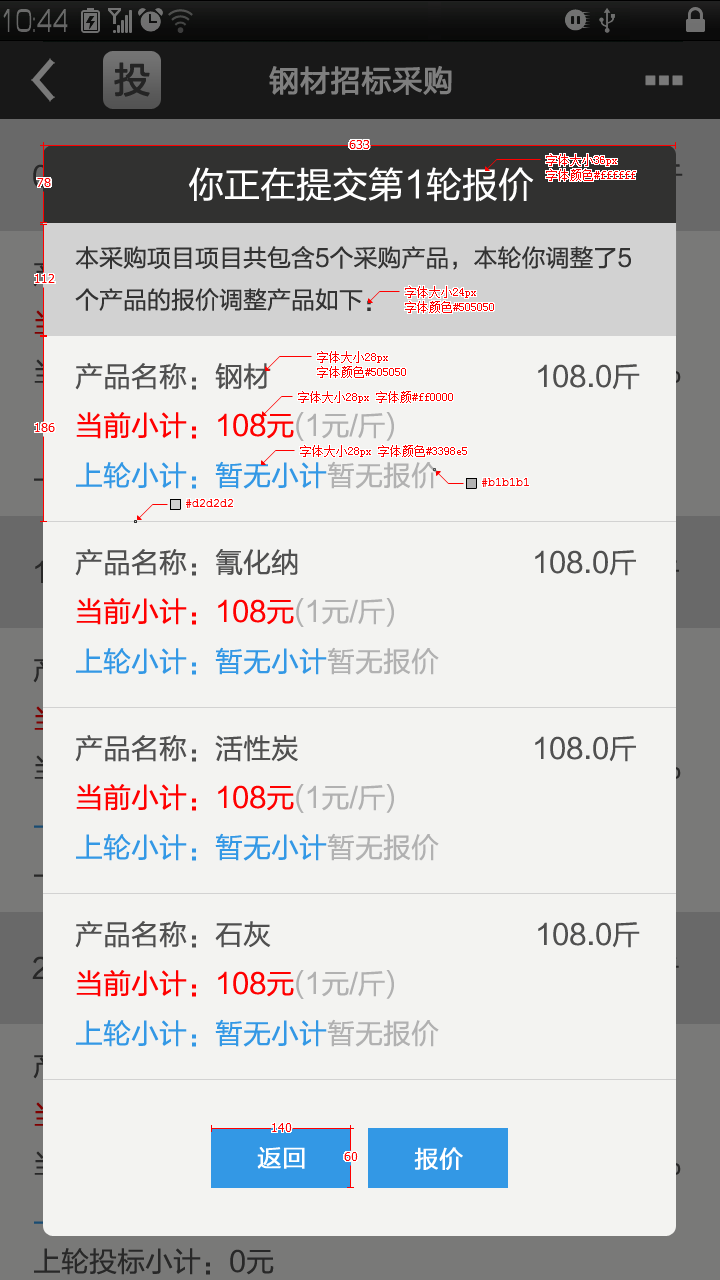 10:44
投 钢材招标采购
633
78
你正在提交第1轮报价
字体大小36px
字体颜色#ffffff
本采购项目项目共包含5个采购产品，本轮你调整了5
112
个产品的报价调整产品如下：
字体大小24px
字体颜色#505050
产品名称：钢材 108.0斤
字体大小28px
字体颜色#505050
字体大小28px 字体颜#ff0000
186
当前小计：108元(1元/斤)
字体大小28px 字体颜色#3398e5
上轮小计：暂无小计暂无报价
#b1b1b1
#d2d2d2
产品名称：氰化纳 108.0斤
当前小计：108元(1元/斤)
上轮小计：暂无小计暂无报价
产品名称：活性炭 108.0斤
当前小计：108元(1元/斤)
上轮小计：暂无小计暂无报价
产品名称：石灰 108.0斤
当前小计：108元(1元/斤)
上轮小计：暂无小计暂无报价
140
返回 60 报价
上轮投标小计：0元